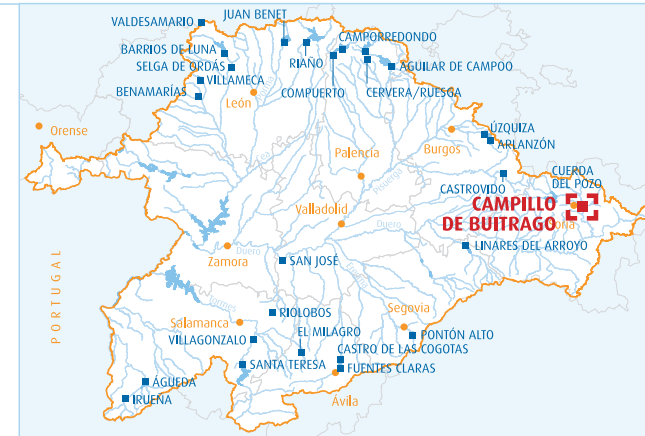 VALDESAMARIO
JUAN BENET
CAMPORREDONDO
BARRIOS DE LUNA
RIAÑO
SELGA DE ORDÁS
AGUILAR DE CAMPOO
VILLAMECA
COMPUERTO
CERVERA/RUESGA
BENAMARÍAS
León
Orense
Burgos
ÚZQUIZA
ARLANZÓN
Palencia
Pisuerga
CASTROVIDO
CUERDA
DEL POZO
CAMPILLO
DE BUITRAGO
Valladolid
Duero
LINARES DEL ARROYO
Zamora
Duero
SAN JOSÉ
PORTUGAL
Tormes
RIOLOBOS
Salamanca
Segovia
EL MILAGRO
PONTÓN ALTO
VILLAGONZALO
CASTRO DE LAS COGOTAS
SANTA TERESA
FUENTES CLARAS
ÁGUEDA
Ávila
IRUEÑA